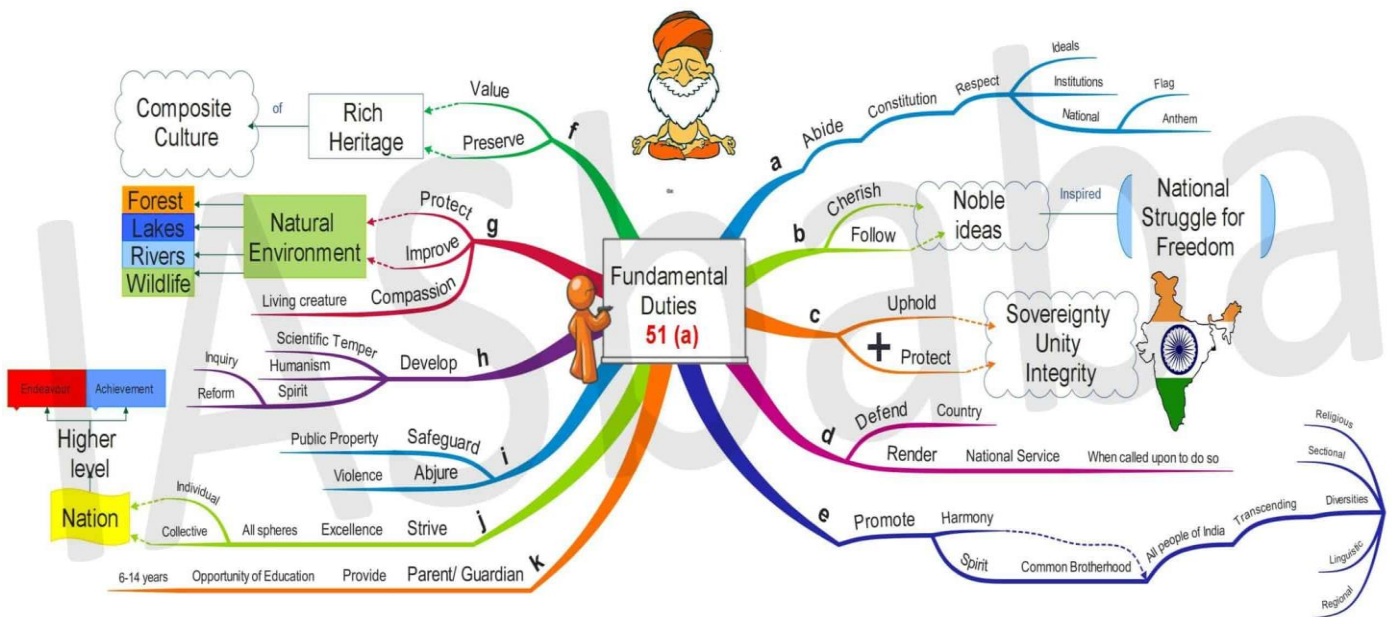 IASbaba
Fundamental
Duties
51 (a)
a
Abide
Constitution
Respect
Ideals
Institutions
National
Flag
Anthem
b
Cherish
Follow
Noble
ideas
Inspired
National
Struggle for
Freedom
c
Uphold
+
Protect
Sovereignty
Unity
Integrity
d
Defend
Country
Render
National Service
When called upon to do so
e
Promote
Harmony
Spirit
Common Brotherhood
All people of India
Transcending
Diversities
Religious
Sectional
Linguistic
Regional
f
Value
Preserve
Rich
Heritage
of
Composite
Culture
g
Protect
Improve
Compassion
Living creature
Natural
Environment
Forest
Lakes
Rivers
Wildlife
h
Develop
Scientific Temper
Humanism
Spirit
Inquiry
Reform
i
Safeguard
Public Property
Abjure
Violence
j
Strive
Excellence
All spheres
Individual
Collective
Nation
Higher
level
Endeavour
Achievement
k
Parent/ Guardian
Provide
Opportunity of Education
6-14 years